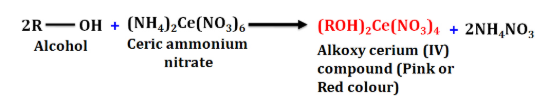 2R — OH + (NH₄)₂Ce(NO₃)₆ ⟶ (ROH)₂Ce(NO₃)₄ + 2NH₄NO₃
Alcohol Ceric ammonium nitrate Alkoxy cerium (IV) compound (Pink or Red colour)